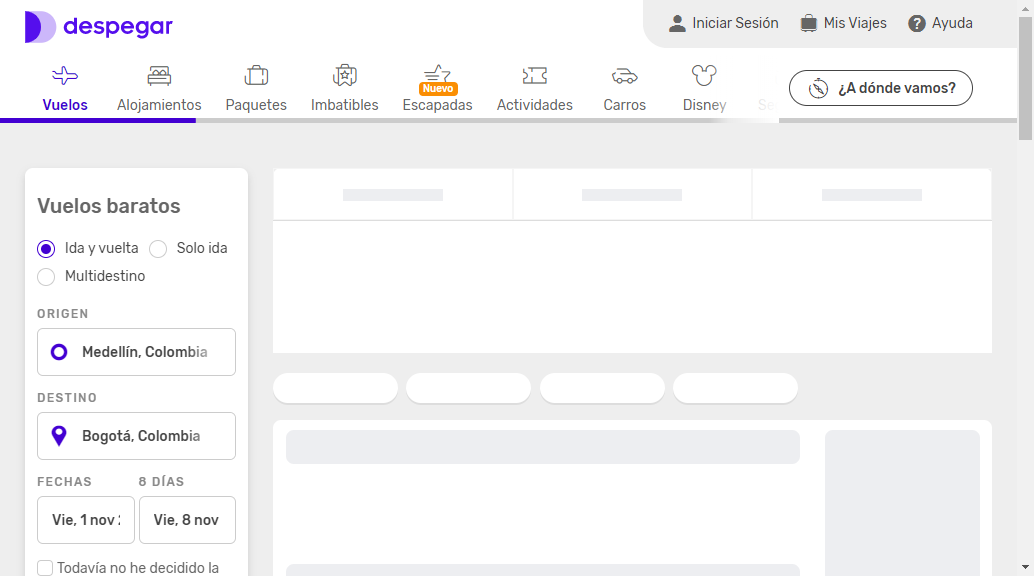 despegar
Iniciar Sesión
Mis Viajes
Ayuda
Vuelos
Alojamientos
Paquetes
Imbatibles
Nuevo
Escapadas
Actividades
Carros
Disney
¿A dónde vamos?
Vuelos baratos
Ida y vuelta
Solo ida
Multidestino
ORIGEN
Medellín, Colombia
DESTINO
Bogotá, Colombia
FECHAS
8 DÍAS
Vie, 1 nov
Vie, 8 nov
Todavía no he decidido la